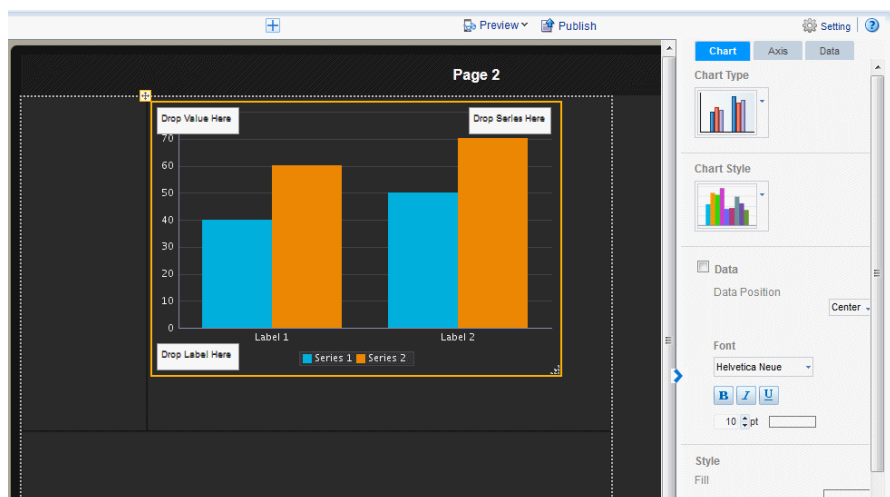 Preview Publish Setting
Chart Axis Data
Page 2
Chart Type
Drop Value Here Drop Series Here
70
60
50
40
30
20
10
0
Label 1 Label 2
Drop Label Here
Series 1 Series 2
Chart Style
Data
Data Position
Center
Font
Helvetica Neue
B I U
10 pt
Style
Fill